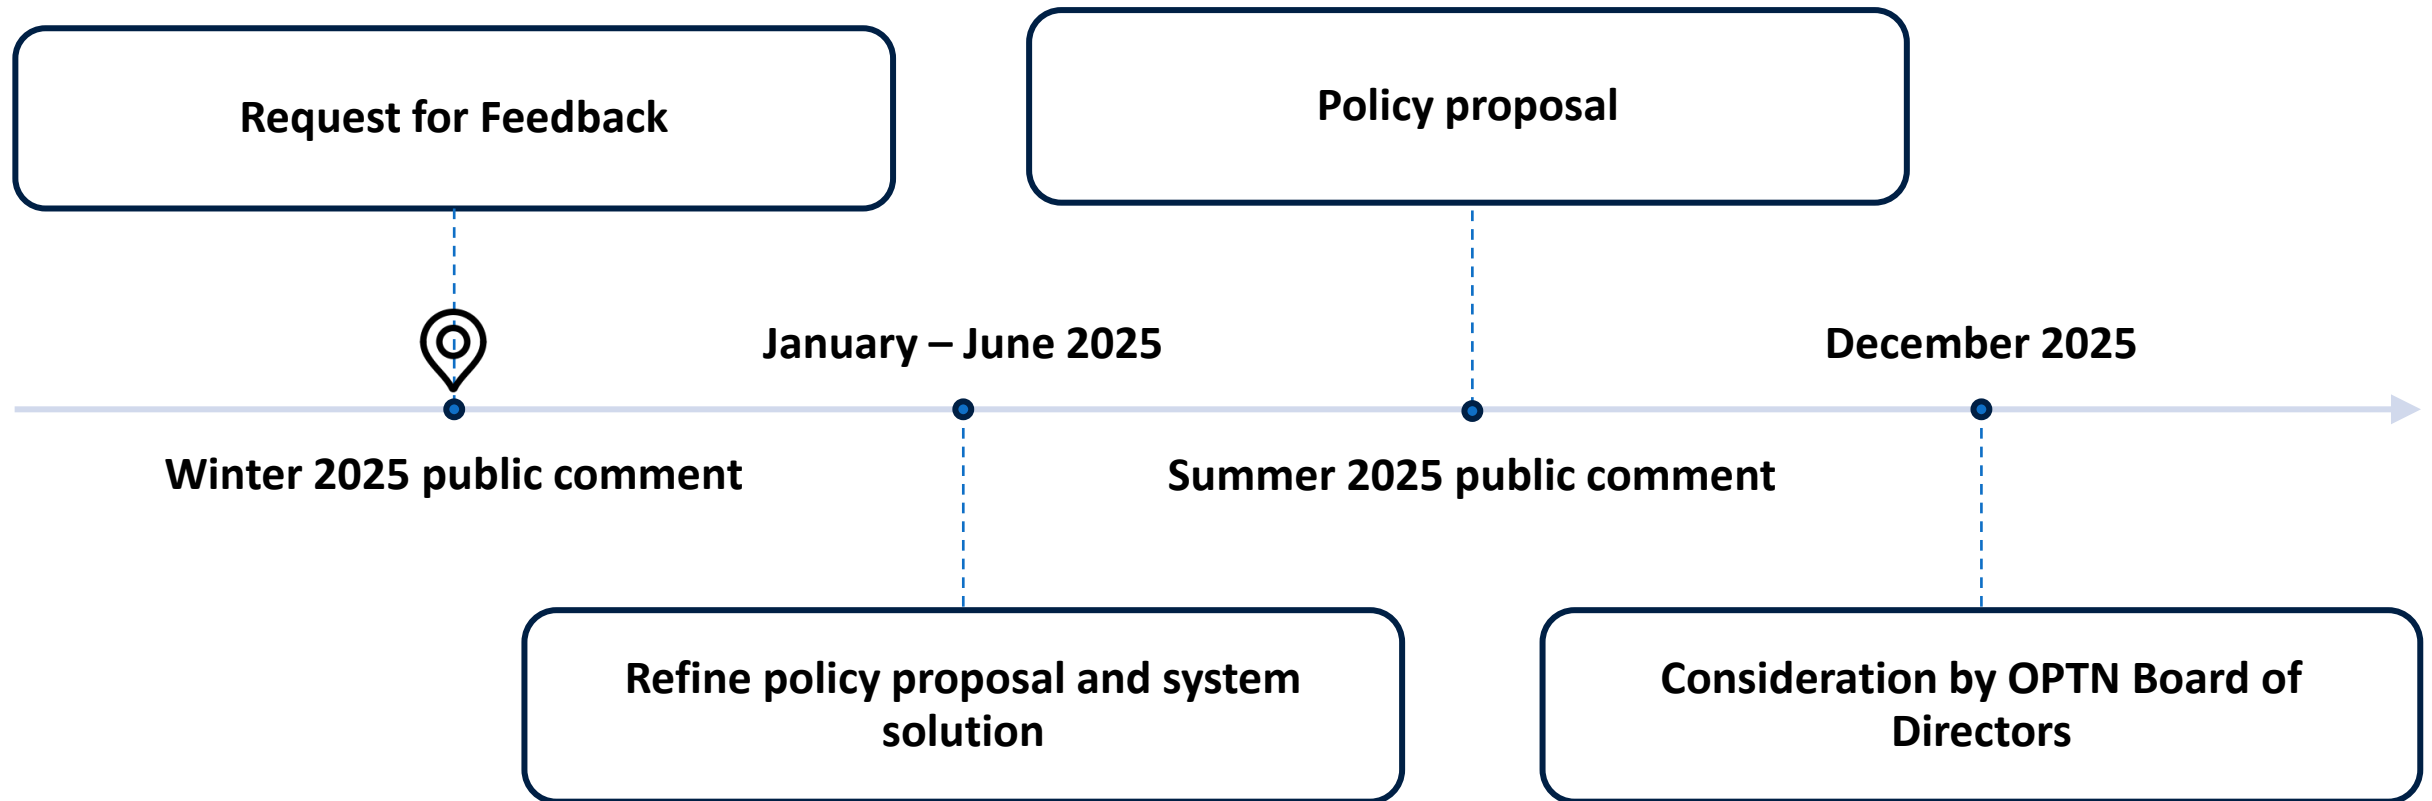 Request for Feedback
Policy proposal
January – June 2025
December 2025
Winter 2025 public comment
Summer 2025 public comment
Refine policy proposal and system
solution
Consideration by OPTN Board of
Directors